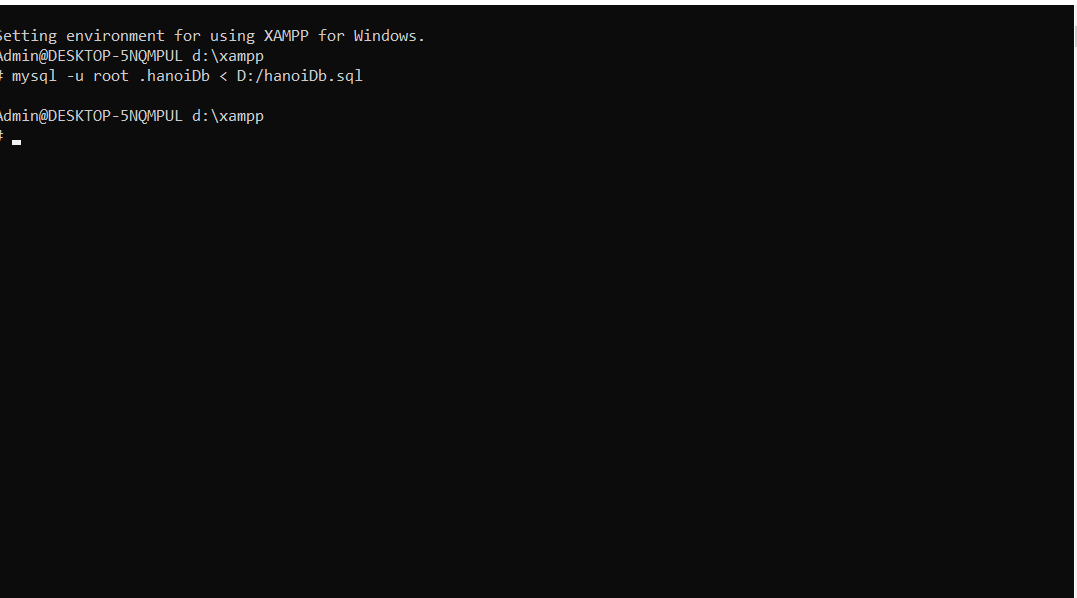 Setting environment for using XAMPP for Windows.
Admin@DESKTOP-5NQMPUL d:\xampp
# mysql -u root .hanoiDb < D:/hanoiDb.sql
Admin@DESKTOP-5NQMPUL d:\xampp
#